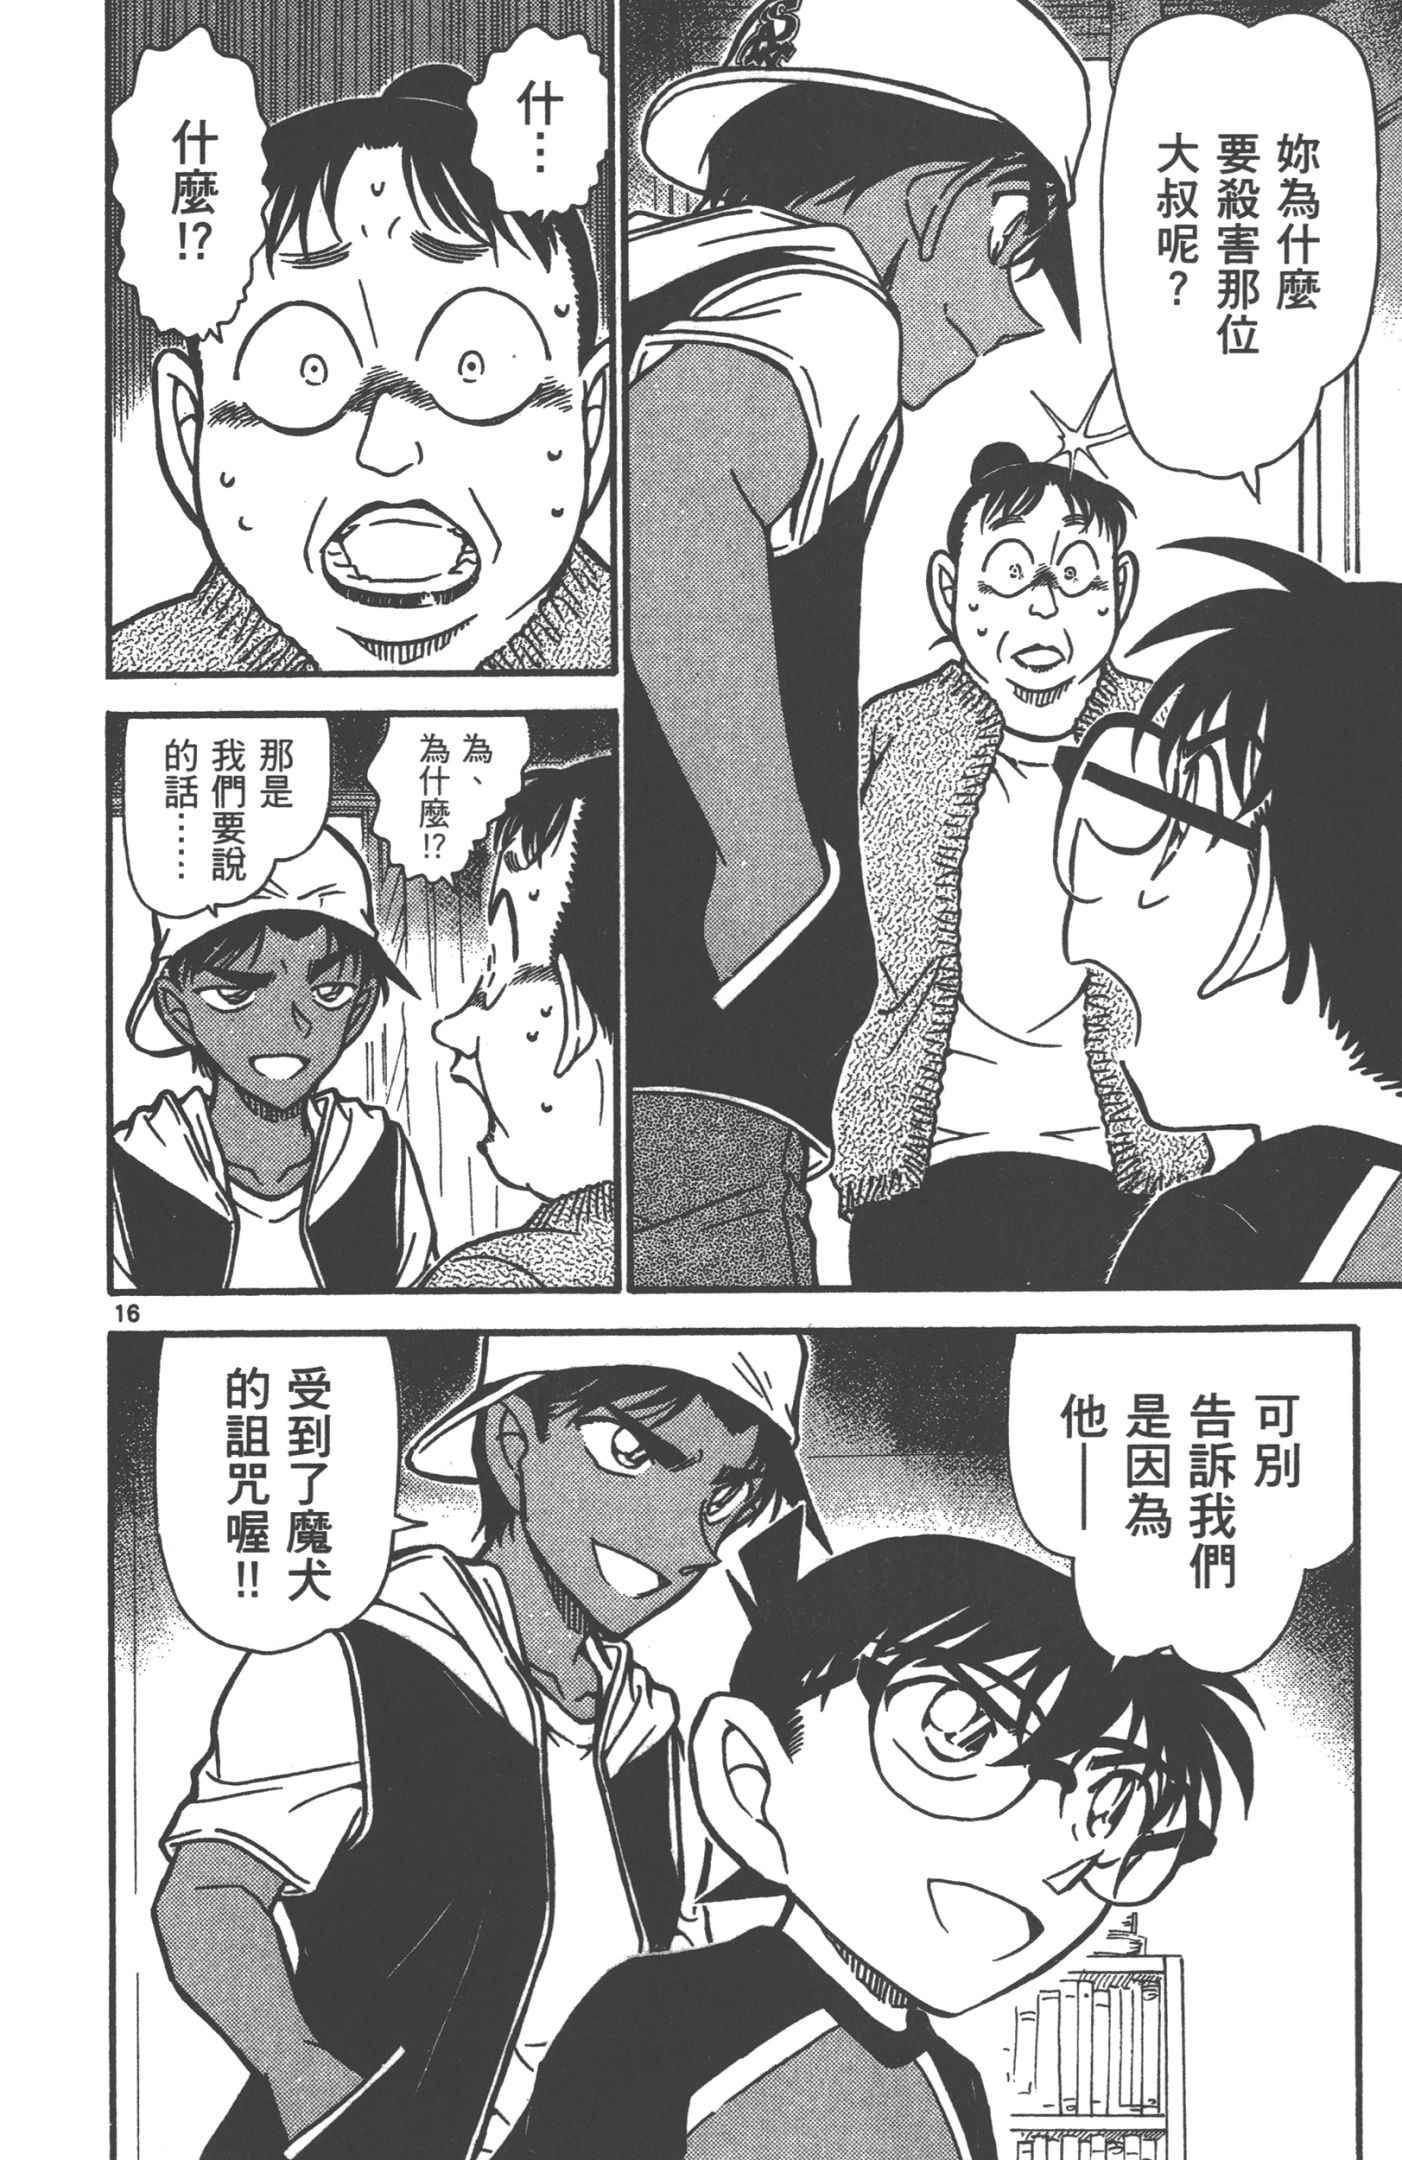 妳為什麼
要殺害那位
大叔呢？
什…
什麼!?
為、
為什麼!?
那是
我們要說
的話……
16
可別
告訴我們
是因為
他——
受到了魔犬
的詛咒喔!!